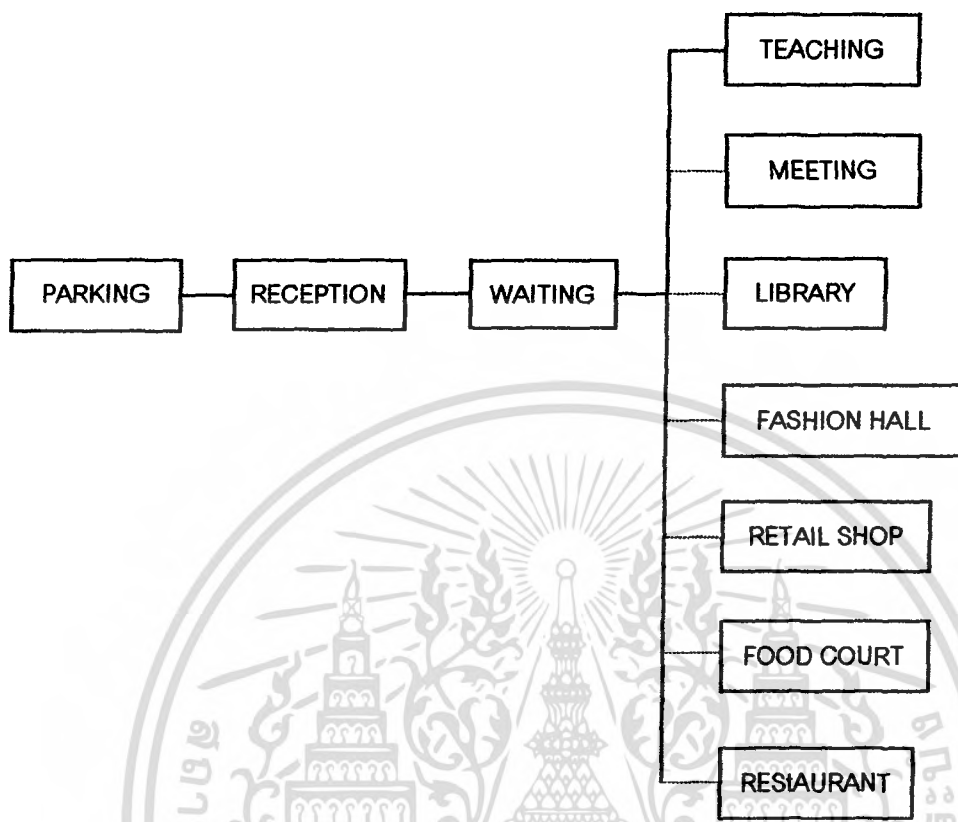 TEACHING
MEETING
PARKING
RECEPTION
WAITING
LIBRARY
FASHION HALL
RETAIL SHOP
FOOD COURT
REStAURANT